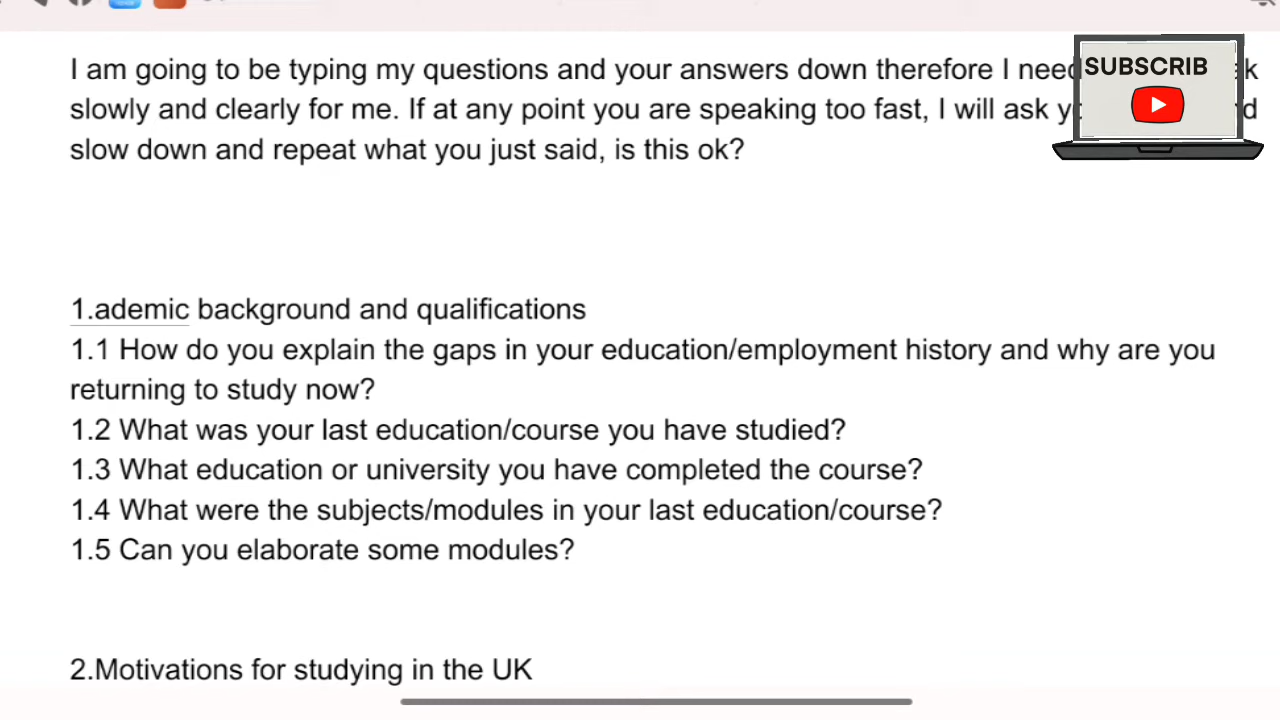 I am going to be typing my questions and your answers down therefore I need
SUBSCRIB
slowly and clearly for me. If at any point you are speaking too fast, I will ask
slow down and repeat what you just said, is this ok?
1.ademic background and qualifications
1.1 How do you explain the gaps in your education/employment history and why are you
returning to study now?
1.2 What was your last education/course you have studied?
1.3 What education or university you have completed the course?
1.4 What were the subjects/modules in your last education/course?
1.5 Can you elaborate some modules?
2.Motivations for studying in the UK